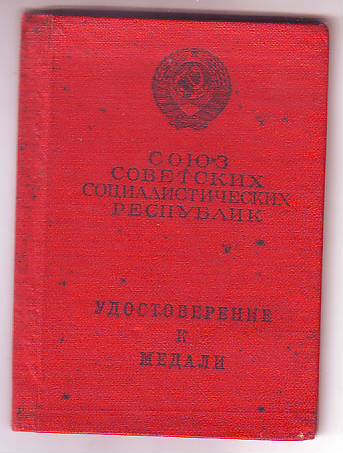 СОЮЗ
СОВЕТСКИХ
СОЦИАЛИСТИЧЕСКИХ
РЕСПУБЛИК
УДОСТОВЕРЕНИЕ
К
МЕДАЛИ